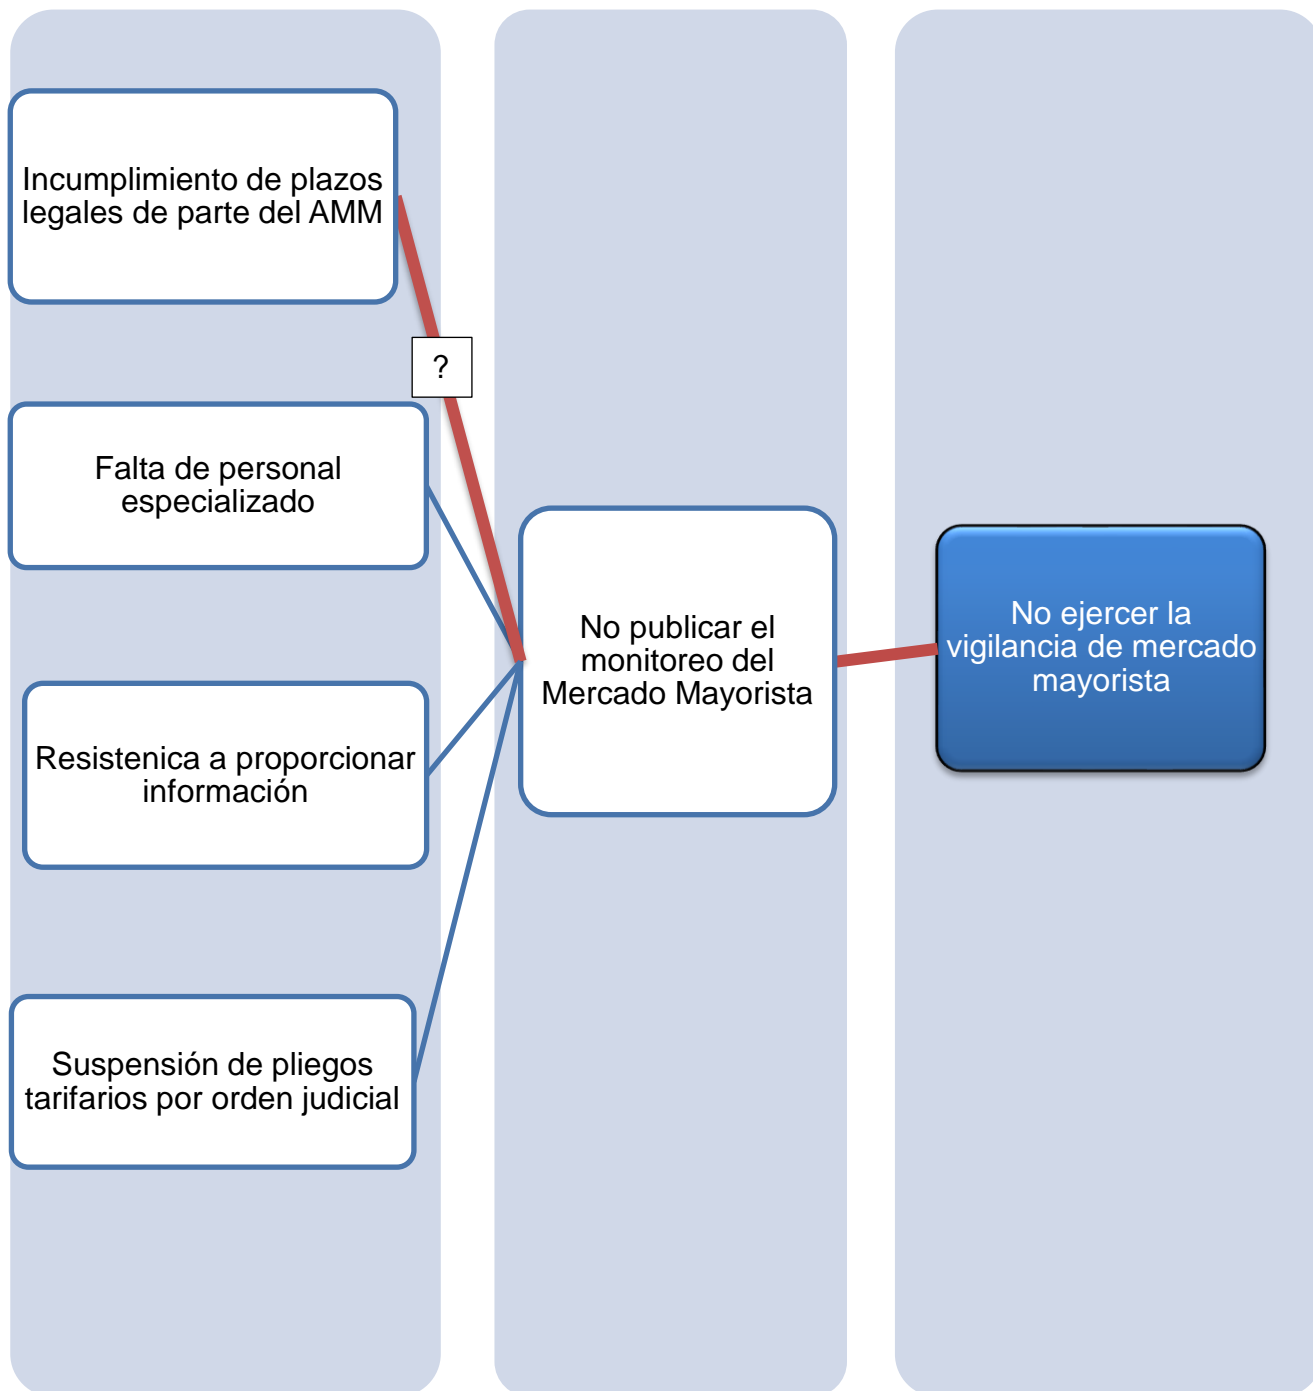 Incumplimiento de plazos
legales de parte del AMM
?
Falta de personal
especializado
Resistenica a proporcionar
información
Suspensión de pliegos
tarifarios por orden judicial
No publicar el
monitoreo del
Mercado Mayorista
No ejercer la
vigilancia de mercado
mayorista